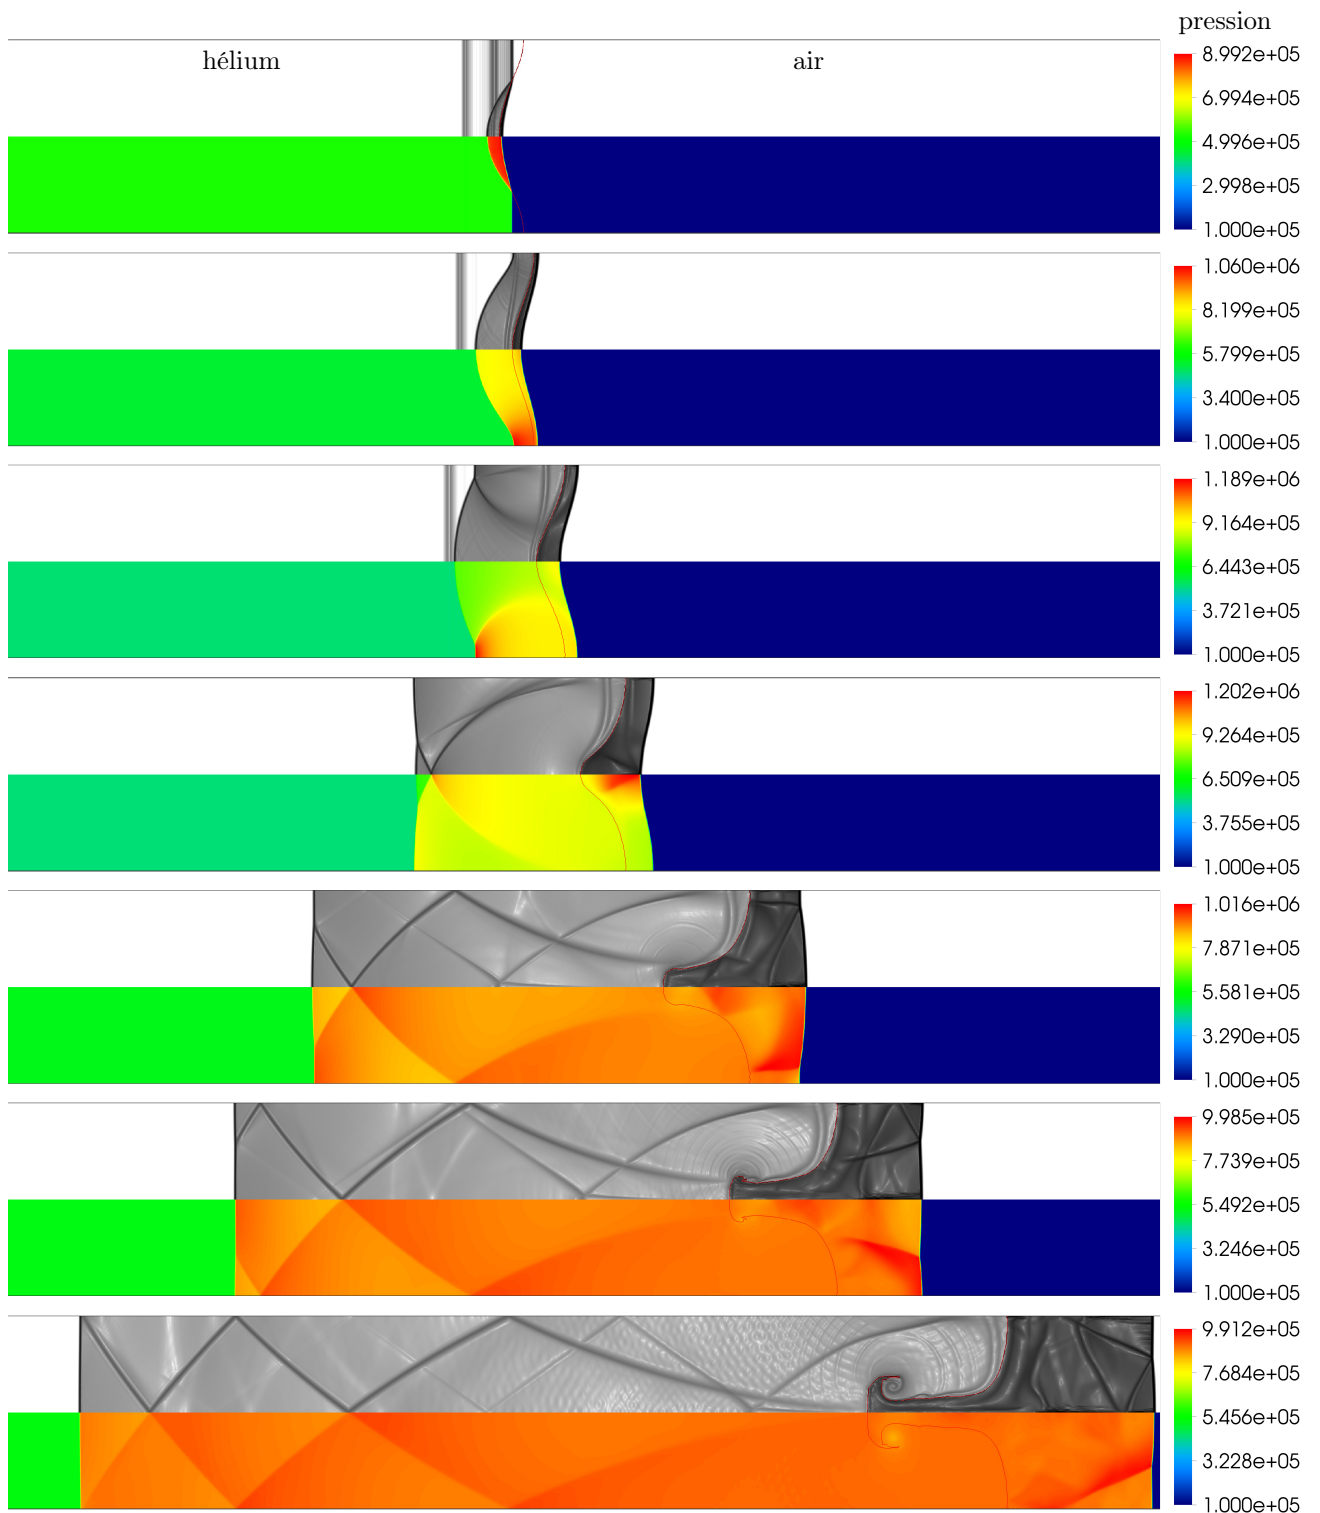 pression
hélium
air
8.992e+05
6.994e+05
4.996e+05
2.998e+05
1.000e+05
1.060e+06
8.199e+05
5.799e+05
3.400e+05
1.000e+05
1.189e+06
9.164e+05
6.443e+05
3.721e+05
1.000e+05
1.202e+06
9.264e+05
6.509e+05
3.755e+05
1.000e+05
1.016e+06
7.871e+05
5.581e+05
3.290e+05
1.000e+05
9.985e+05
7.739e+05
5.492e+05
3.246e+05
1.000e+05
9.912e+05
7.684e+05
5.456e+05
3.228e+05
1.000e+05